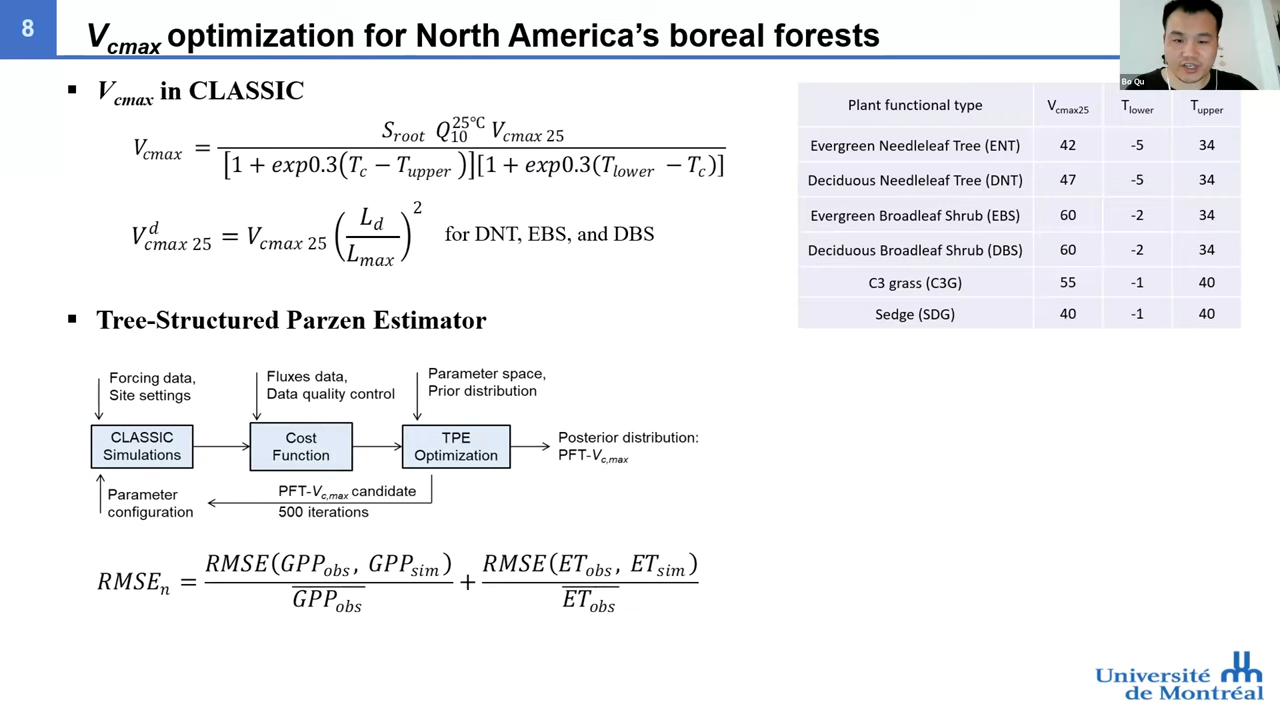 8
Vcmax optimization for North America's boreal forests
Bo Qu
▪ Vcmax in CLASSIC
Vcmax = Sroot Q10^25℃ Vcmax 25 / [1 + exp0.3(Tc − Tupper)][1 + exp0.3(Tlower − Tc)]
V^d cmax 25 = Vcmax 25 (Ld / Lmax)^2 for DNT, EBS, and DBS
Plant functional type Vcmax25 Tlower Tupper
Evergreen Needleleaf Tree (ENT) 42 -5 34
Deciduous Needleleaf Tree (DNT) 47 -5 34
Evergreen Broadleaf Shrub (EBS) 60 -2 34
Deciduous Broadleaf Shrub (DBS) 60 -2 34
C3 grass (C3G) 55 -1 40
Sedge (SDG) 40 -1 40
▪ Tree-Structured Parzen Estimator
Forcing data,
Site settings
Fluxes data,
Data quality control
Parameter space,
Prior distribution
CLASSIC
Simulations
Cost
Function
TPE
Optimization
Posterior distribution:
PFT-Vc,max
Parameter
configuration
PFT-Vc,max candidate
500 iterations
RMSEn = RMSE(GPPobs, GPPsim) / GPPobs + RMSE(ETobs, ETsim) / ETobs
Université
de Montréal